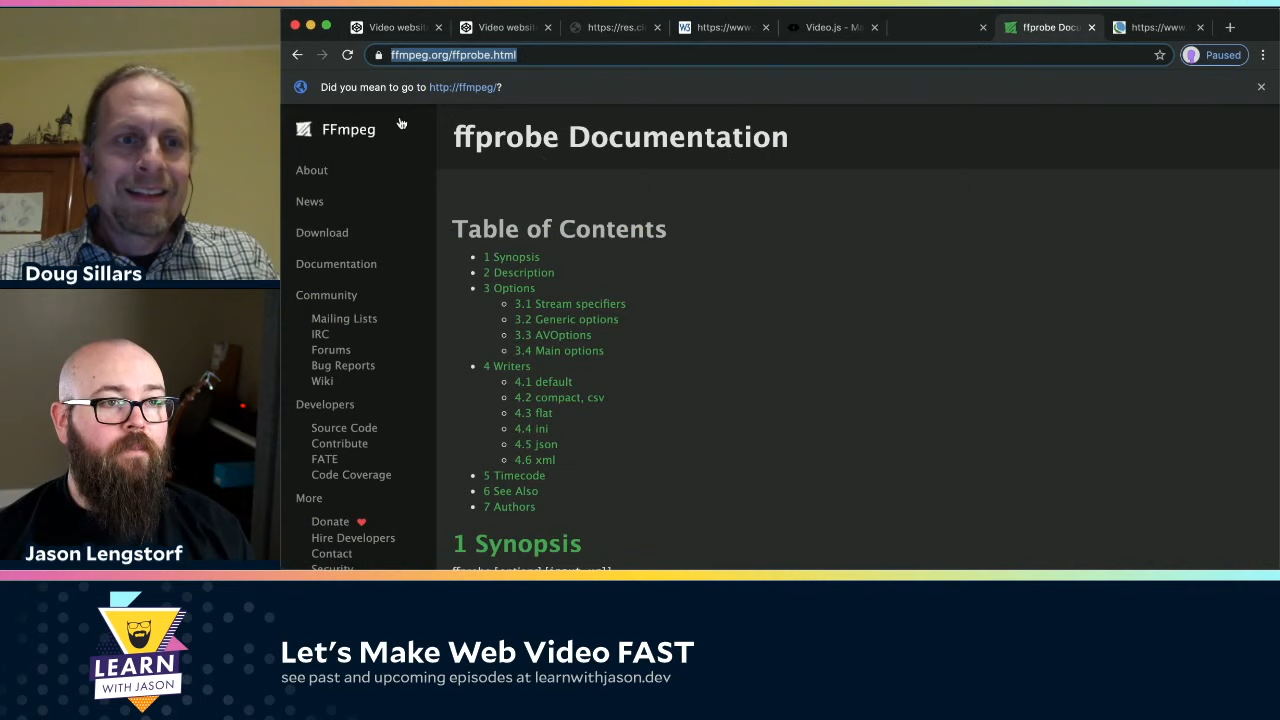 Video websit
Video websit
https://res.cl
https://www.
Video.js - M
ffprobe Docu
https://www.
ffmpeg.org/ffprobe.html
Paused
Did you mean to go to http://ffmpeg/?
FFmpeg
About
News
Download
Documentation
Community
Mailing Lists
IRC
Forums
Bug Reports
Wiki
Developers
Source Code
Contribute
FATE
Code Coverage
More
Donate
Hire Developers
Contact
Security
ffprobe Documentation
Table of Contents
1 Synopsis
2 Description
3 Options
3.1 Stream specifiers
3.2 Generic options
3.3 AVOptions
3.4 Main options
4 Writers
4.1 default
4.2 compact, csv
4.3 flat
4.4 ini
4.5 json
4.6 xml
5 Timecode
6 See Also
7 Authors
1 Synopsis
Doug Sillars
Jason Lengstorf
LEARN
WITH JASON
Let's Make Web Video FAST
see past and upcoming episodes at learnwithjason.dev